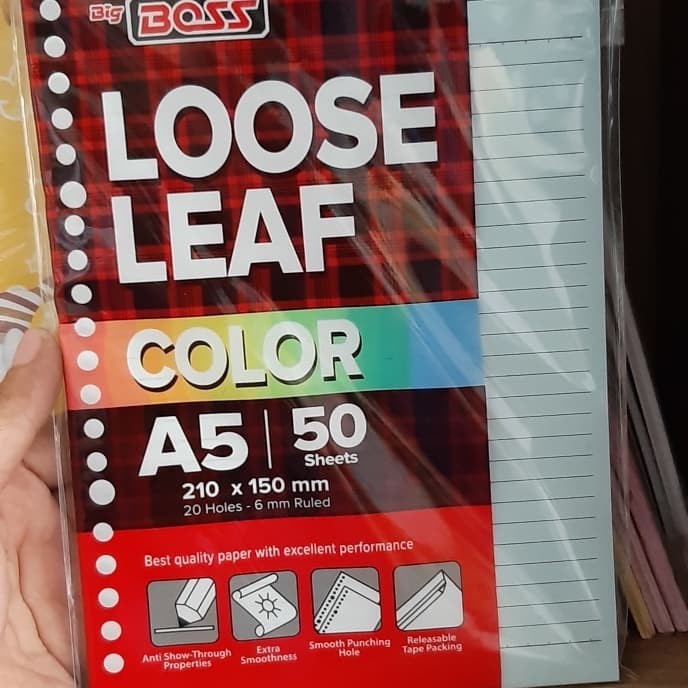 Big BOSS
LOOSE
LEAF
COLOR
A5 | 50
Sheets
210 x 150 mm
20 Holes - 6 mm Ruled
Best quality paper with excellent performance
Anti Show-Through
Properties
Extra
Smoothness
Smooth Punching
Hole
Releasable
Tape Packing